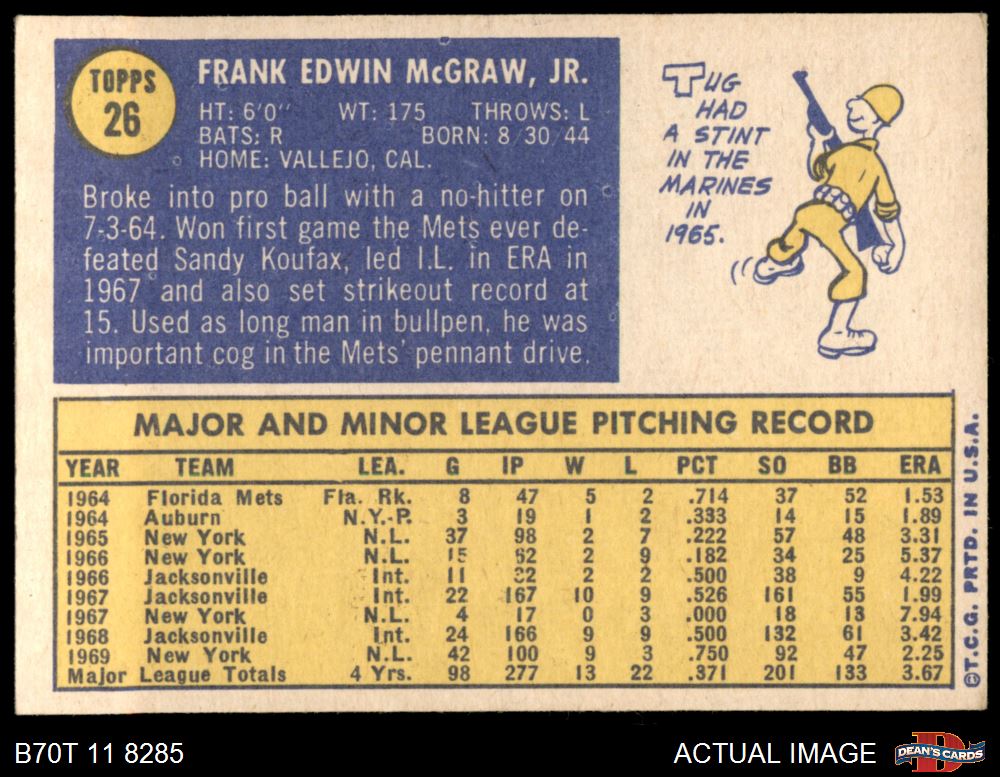 TOPPS
26
FRANK EDWIN McGRAW, JR.
HT: 6'0" WT: 175 THROWS: L
BATS: R BORN: 8/30/44
HOME: VALLEJO, CAL.
Broke into pro ball with a no-hitter on
7-3-64. Won first game the Mets ever de-
feated Sandy Koufax, led I.L. in ERA in
1967 and also set strikeout record at
15. Used as long man in bullpen, he was
important cog in the Mets' pennant drive.
TUG
HAD
A STINT
IN THE
MARINES
IN
1965.
MAJOR AND MINOR LEAGUE PITCHING RECORD
YEAR TEAM LEA. G IP W L PCT SO BB ERA
1964 Florida Mets Fla. Rk. 8 47 5 2 .714 37 52 1.53
1964 Auburn N.Y.-P. 3 19 1 2 .333 14 15 1.89
1965 New York N.L. 37 98 2 7 .222 57 48 3.31
1966 New York N.L. 15 62 2 9 .182 34 25 5.37
1966 Jacksonville Int. 11 32 2 2 .500 38 9 4.22
1967 Jacksonville Int. 22 167 10 9 .526 161 55 1.99
1967 New York N.L. 4 17 0 3 .000 18 13 7.94
1968 Jacksonville Int. 24 166 9 9 .500 132 61 3.42
1969 New York N.L. 42 100 9 3 .750 92 47 2.25
Major League Totals 4 Yrs. 98 277 13 22 .371 201 133 3.67
©T.C.G. PRTD. IN U.S.A.
B70T 11 8285
ACTUAL IMAGE
D
DEAN'S CARDS